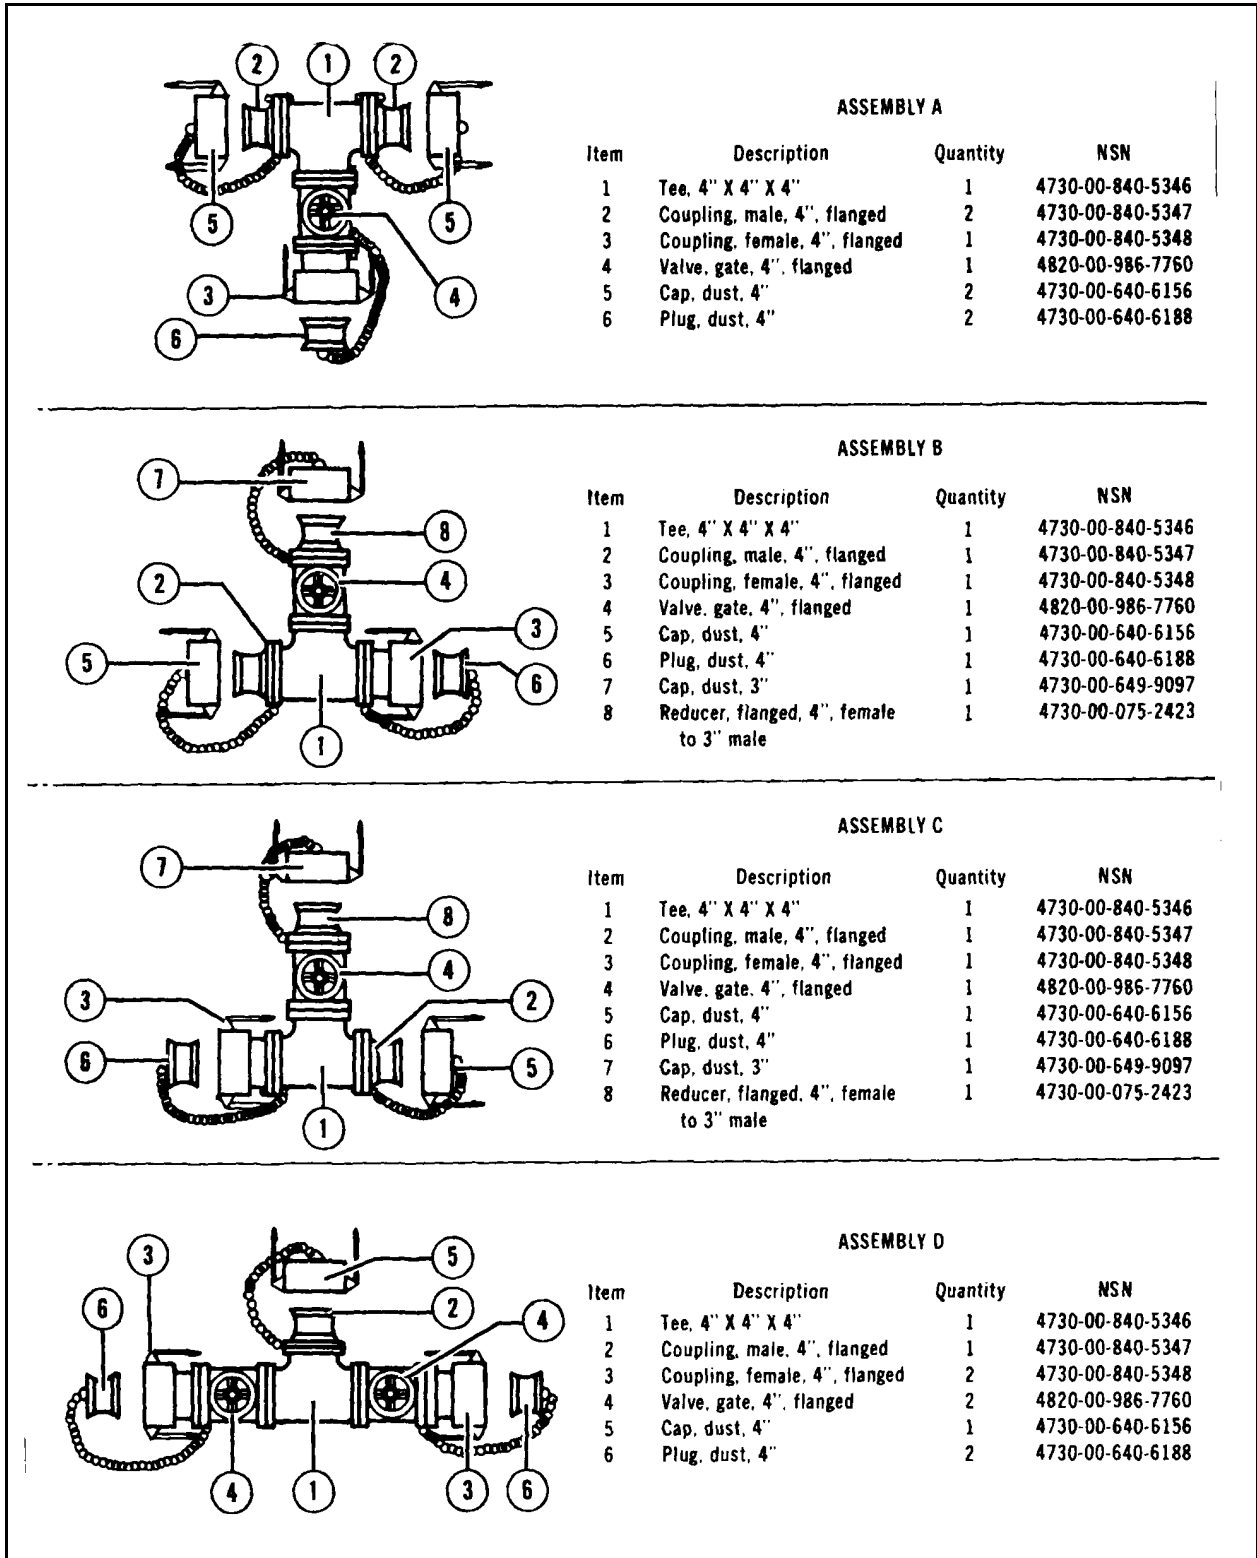 2 1 2
5 5
3 4
6
ASSEMBLY A
Item Description Quantity NSN
1 Tee, 4" X 4" X 4" 1 4730-00-840-5346
2 Coupling, male, 4", flanged 2 4730-00-840-5347
3 Coupling, female, 4", flanged 1 4730-00-840-5348
4 Valve, gate, 4", flanged 1 4820-00-986-7760
5 Cap, dust, 4" 2 4730-00-640-6156
6 Plug, dust, 4" 2 4730-00-640-6188
7
8
2 4
3
5 6
1
ASSEMBLY B
Item Description Quantity NSN
1 Tee, 4" X 4" X 4" 1 4730-00-840-5346
2 Coupling, male, 4", flanged 1 4730-00-840-5347
3 Coupling, female, 4", flanged 1 4730-00-840-5348
4 Valve, gate, 4", flanged 1 4820-00-986-7760
5 Cap, dust, 4" 1 4730-00-640-6156
6 Plug, dust, 4" 1 4730-00-640-6188
7 Cap, dust, 3" 1 4730-00-649-9097
8 Reducer, flanged, 4", female 1 4730-00-075-2423
to 3" male
7
8
4
3 2
6 5
1
ASSEMBLY C
Item Description Quantity NSN
1 Tee, 4" X 4" X 4" 1 4730-00-840-5346
2 Coupling, male, 4", flanged 1 4730-00-840-5347
3 Coupling, female, 4", flanged 1 4730-00-840-5348
4 Valve, gate, 4", flanged 1 4820-00-986-7760
5 Cap, dust, 4" 1 4730-00-640-6156
6 Plug, dust, 4" 1 4730-00-640-6188
7 Cap, dust, 3" 1 4730-00-649-9097
8 Reducer, flanged, 4", female 1 4730-00-075-2423
to 3" male
3 5
6 2 4
4 1 3 6
ASSEMBLY D
Item Description Quantity NSN
1 Tee, 4" X 4" X 4" 1 4730-00-840-5346
2 Coupling, male, 4", flanged 1 4730-00-840-5347
3 Coupling, female, 4", flanged 2 4730-00-840-5348
4 Valve, gate, 4", flanged 2 4820-00-986-7760
5 Cap, dust, 4" 1 4730-00-640-6156
6 Plug, dust, 4" 2 4730-00-640-6188